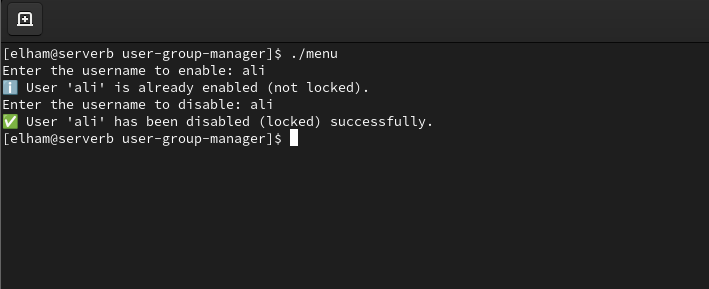 [elham@serverb user-group-manager]$ ./menu
Enter the username to enable: ali
ℹ️ User 'ali' is already enabled (not locked).
Enter the username to disable: ali
✅ User 'ali' has been disabled (locked) successfully.
[elham@serverb user-group-manager]$